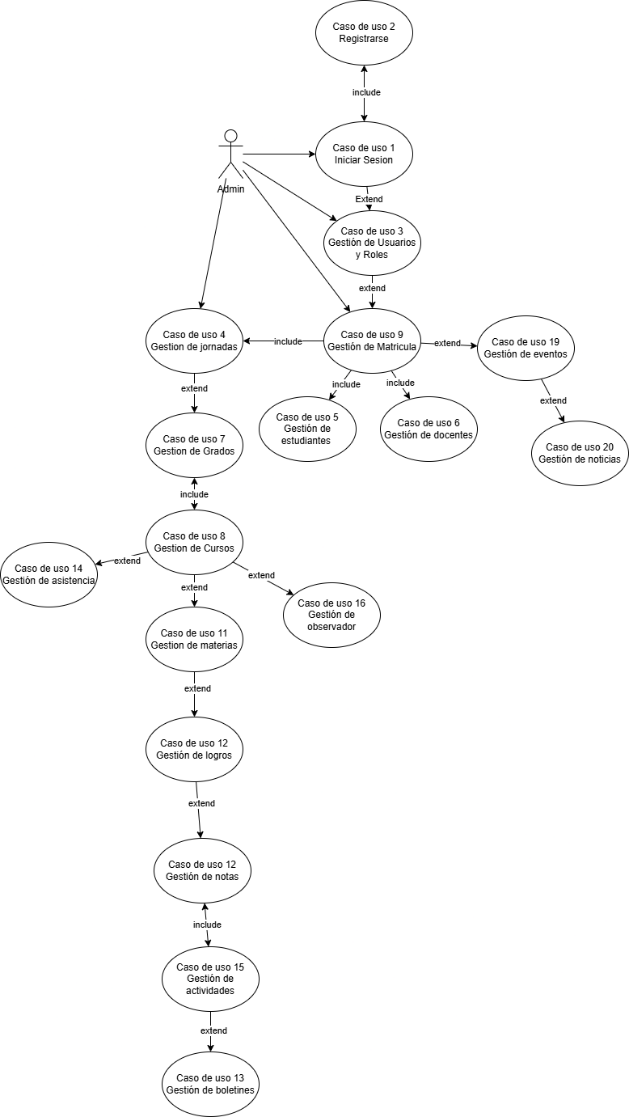 Caso de uso 2
Registrarse
include
Caso de uso 1
Iniciar Sesion
Admin
Extend
Caso de uso 3
Gestión de Usuarios
y Roles
extend
Caso de uso 4
Gestion de jornadas
include
Caso de uso 9
Gestión de Matricula
extend
Caso de uso 19
Gestión de eventos
extend
include
include
extend
Caso de uso 5
Gestión de
estudiantes
Caso de uso 6
Gestión de docentes
Caso de uso 7
Gestion de Grados
Caso de uso 20
Gestión de noticias
include
Caso de uso 8
Gestion de Cursos
extend
Caso de uso 14
Gestión de asistencia
extend
extend
Caso de uso 16
Gestión de
observador
Caso de uso 11
Gestion de materias
extend
Caso de uso 12
Gestión de logros
extend
Caso de uso 12
Gestión de notas
include
Caso de uso 15
Gestión de
actividades
extend
Caso de uso 13
Gestión de boletines